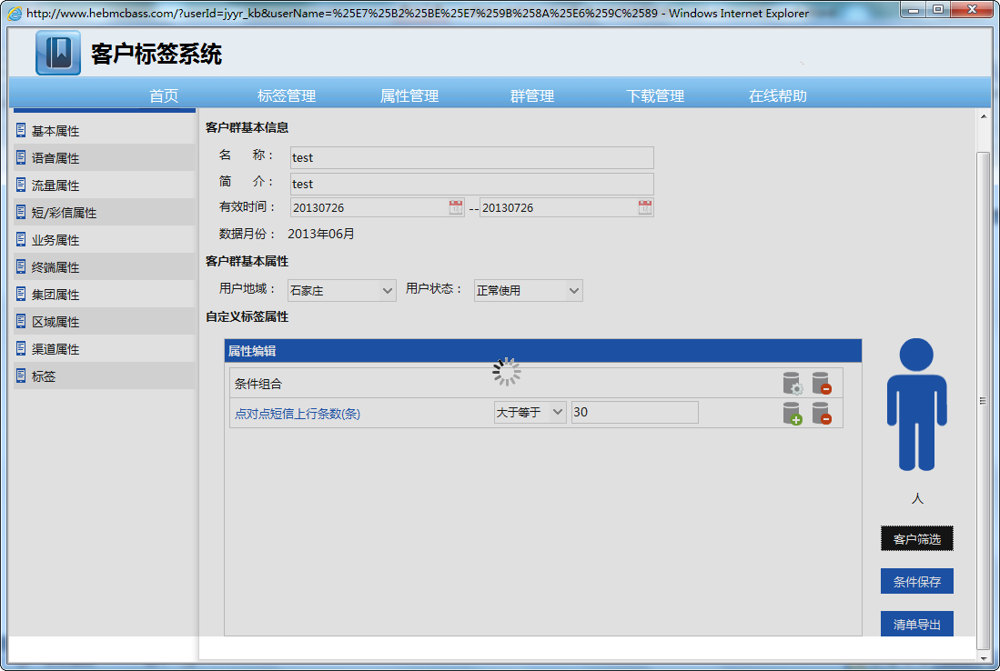 http://www.hebmcbass.com/?userId=jyyr_kb&userName=%25E7%25B2%25BE%25E7%259B%258A%25E6%259C%2589 - Windows Internet Explorer
客户标签系统
首页 标签管理 属性管理 群管理 下载管理 在线帮助
基本属性
语音属性
流量属性
短/彩信属性
业务属性
终端属性
集团属性
区域属性
渠道属性
标签
客户群基本信息
名 称： test
简 介： test
有效时间： 20130726 -- 20130726
数据月份： 2013年06月
客户群基本属性
用户地域： 石家庄 用户状态： 正常使用
自定义标签属性
属性编辑
条件组合
点对点短信上行条数(条) 大于等于 30
人
客户筛选
条件保存
清单导出